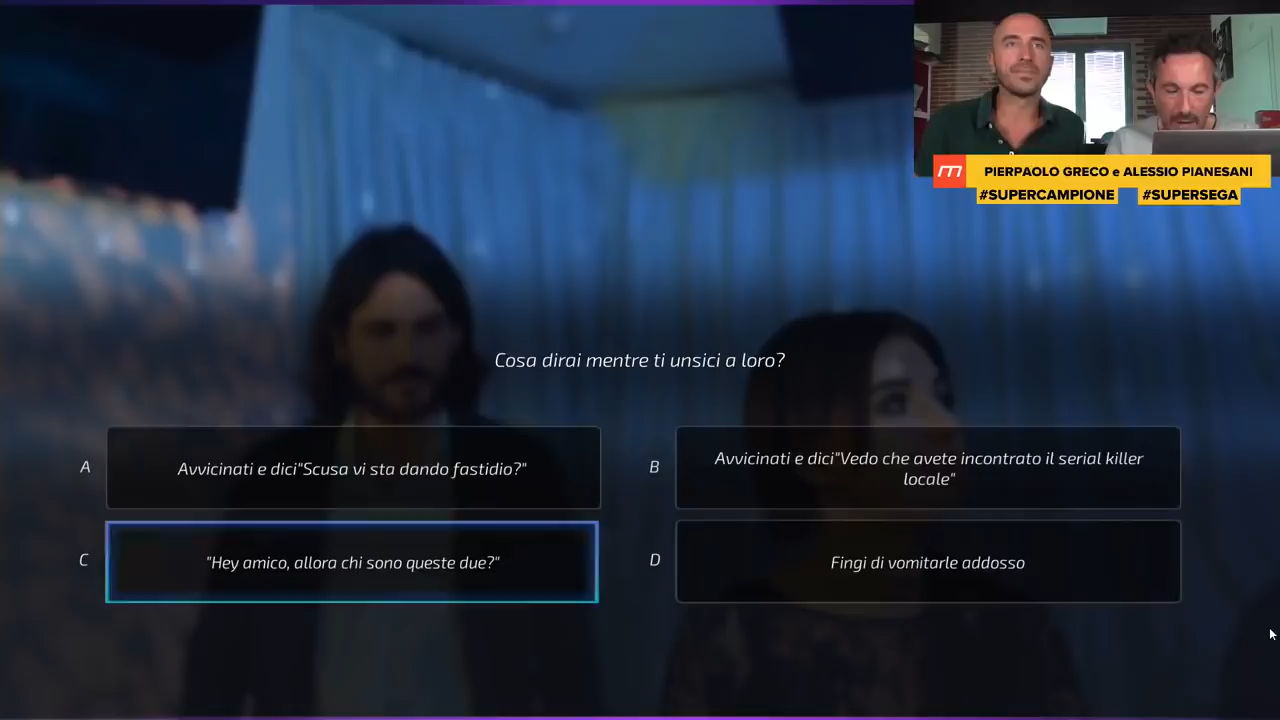 PIERPAOLO GRECO e ALESSIO PIANESANI
#SUPERCAMPIONE #SUPERSEGA
Cosa dirai mentre ti unsici a loro?
A Avvicinati e dici"Scusa vi sta dando fastidio?"
B Avvicinati e dici"Vedo che avete incontrato il serial killer
locale"
C "Hey amico, allora chi sono queste due?"
D Fingi di vomitarle addosso